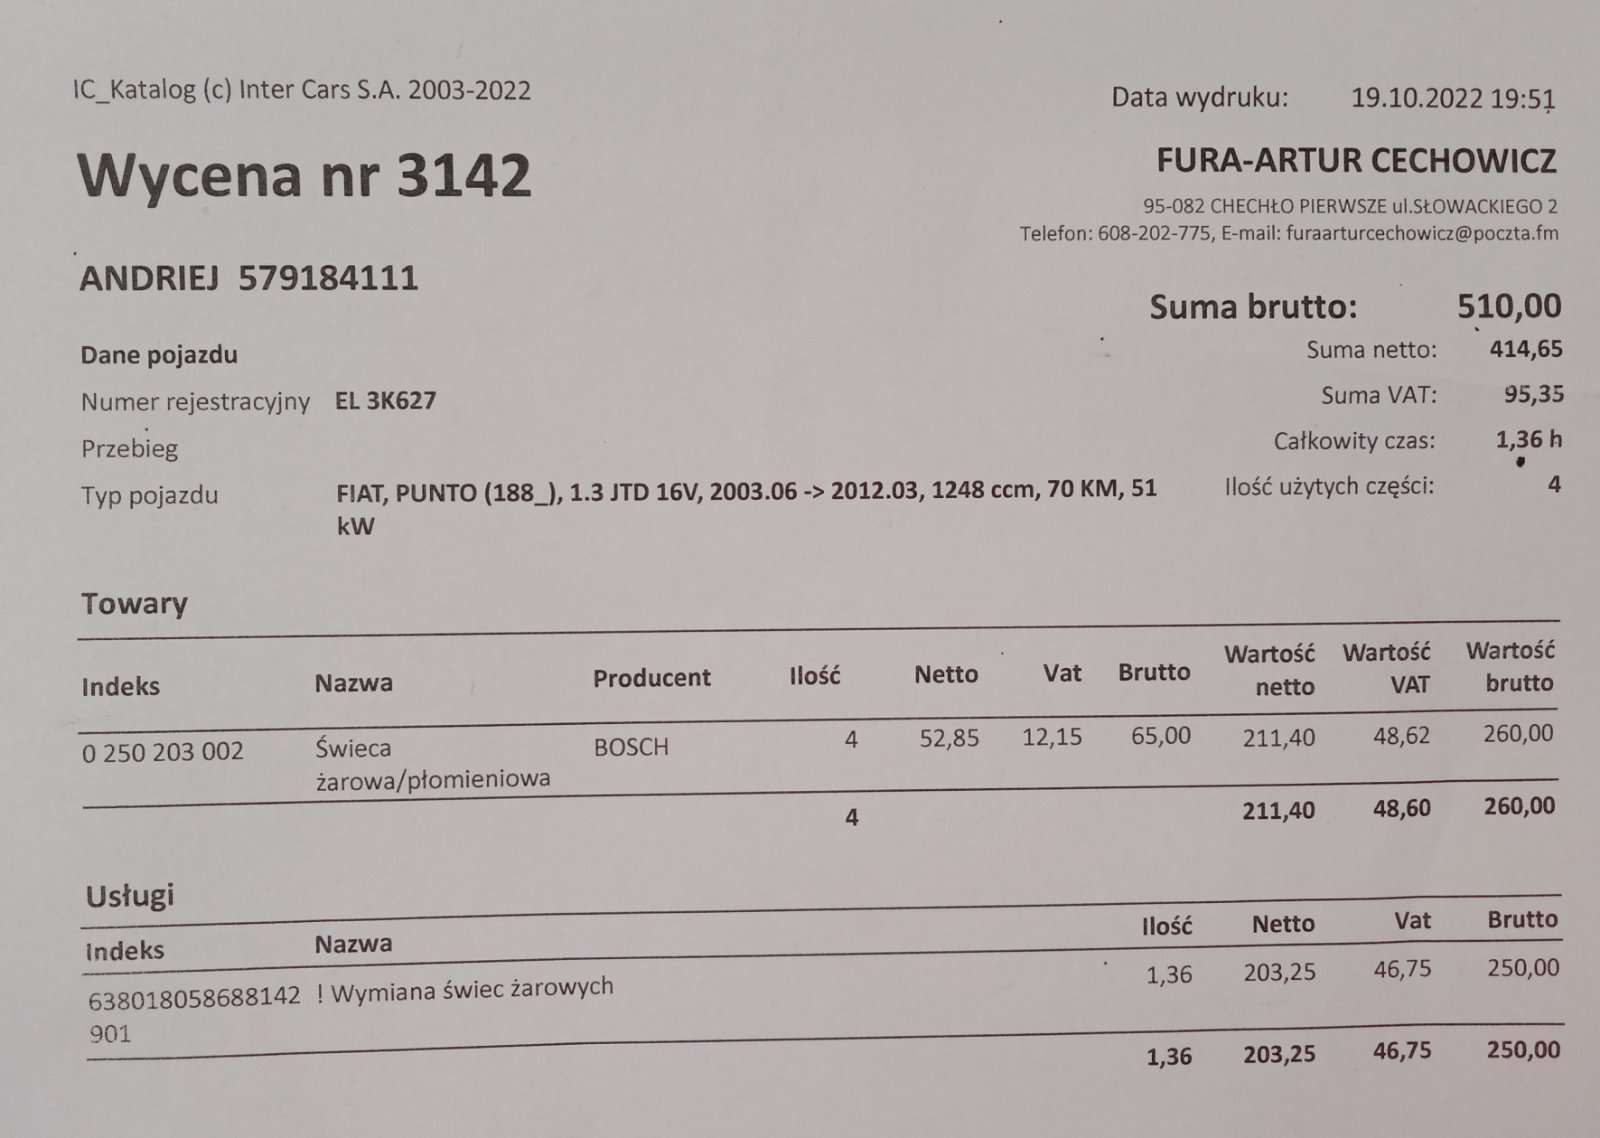 IC_Katalog (c) Inter Cars S.A. 2003-2022
Data wydruku: 19.10.2022 19:51
Wycena nr 3142
FURA-ARTUR CECHOWICZ
95-082 CHECHŁO PIERWSZE ul.SŁOWACKIEGO 2
Telefon: 608-202-775, E-mail: furaarturcechowicz@poczta.fm
ANDRIEJ 579184111
Suma brutto: 510,00
Suma netto: 414,65
Suma VAT: 95,35
Całkowity czas: 1,36 h
Ilość użytych części: 4
Dane pojazdu
Numer rejestracyjny EL 3K627
Przebieg
Typ pojazdu FIAT, PUNTO (188_), 1.3 JTD 16V, 2003.06 -> 2012.03, 1248 ccm, 70 KM, 51
kW
Towary
Indeks Nazwa Producent Ilość Netto Vat Brutto Wartość netto Wartość VAT Wartość brutto
0 250 203 002 Świeca BOSCH 4 52,85 12,15 65,00 211,40 48,62 260,00
żarowa/płomieniowa
4 211,40 48,60 260,00
Usługi
Indeks Nazwa Ilość Netto Vat Brutto
638018058688142 ! Wymiana świec żarowych 1,36 203,25 46,75 250,00
901
1,36 203,25 46,75 250,00